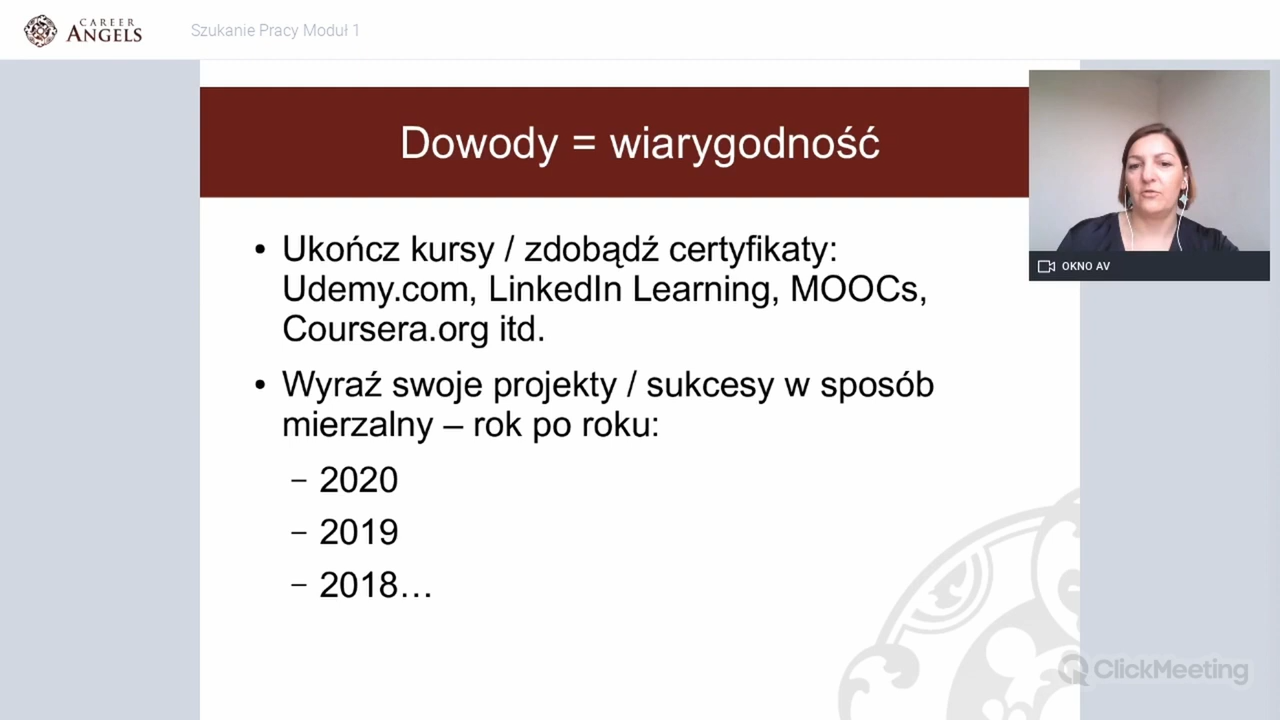 CAREER
ANGELS
Szukanie Pracy Moduł 1
Dowody = wiarygodność
OKNO AV
• Ukończ kursy / zdobądź certyfikaty:
Udemy.com, LinkedIn Learning, MOOCs,
Coursera.org itd.
• Wyraź swoje projekty / sukcesy w sposób
mierzalny – rok po roku:
– 2020
– 2019
– 2018…
ClickMeeting